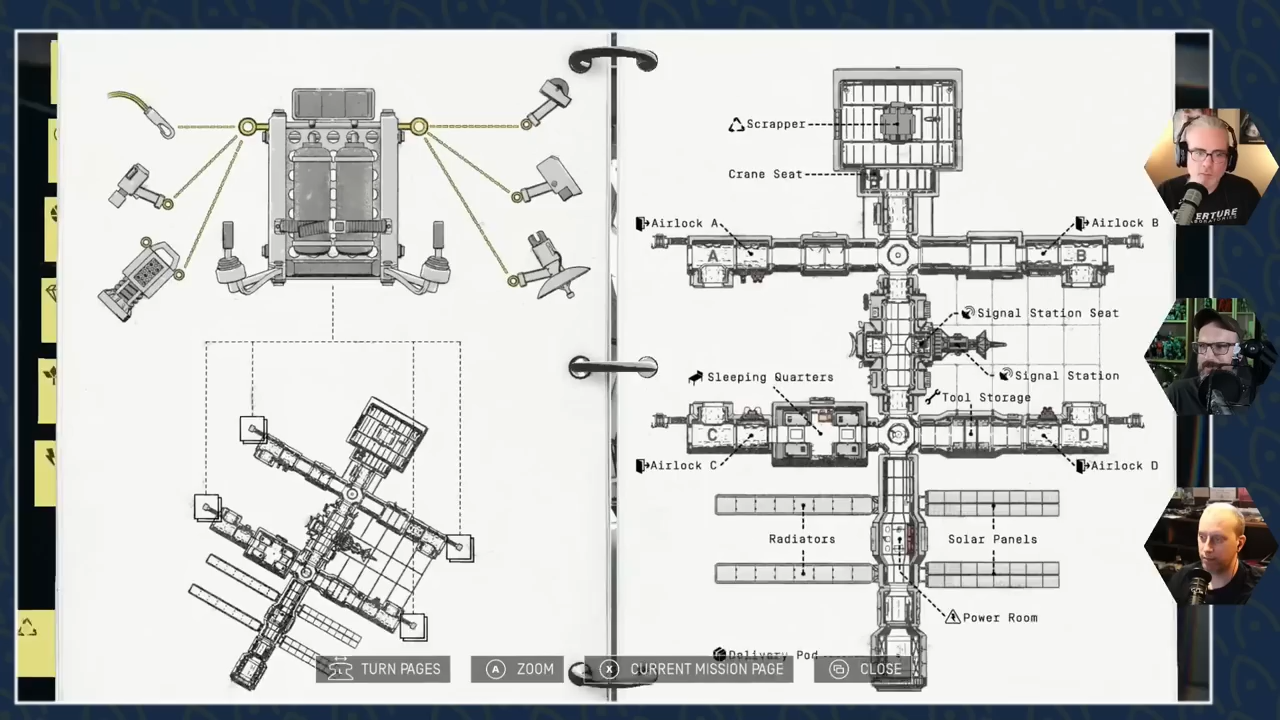 Scrapper
Crane Seat
Airlock A
Airlock B
A
B
Signal Station Seat
Signal Station
Sleeping Quarters
Tool Storage
C
D
Airlock C
Airlock D
Radiators
Solar Panels
Power Room
Delivery Pod
TURN PAGES
A ZOOM
X CURRENT MISSION PAGE
CLOSE